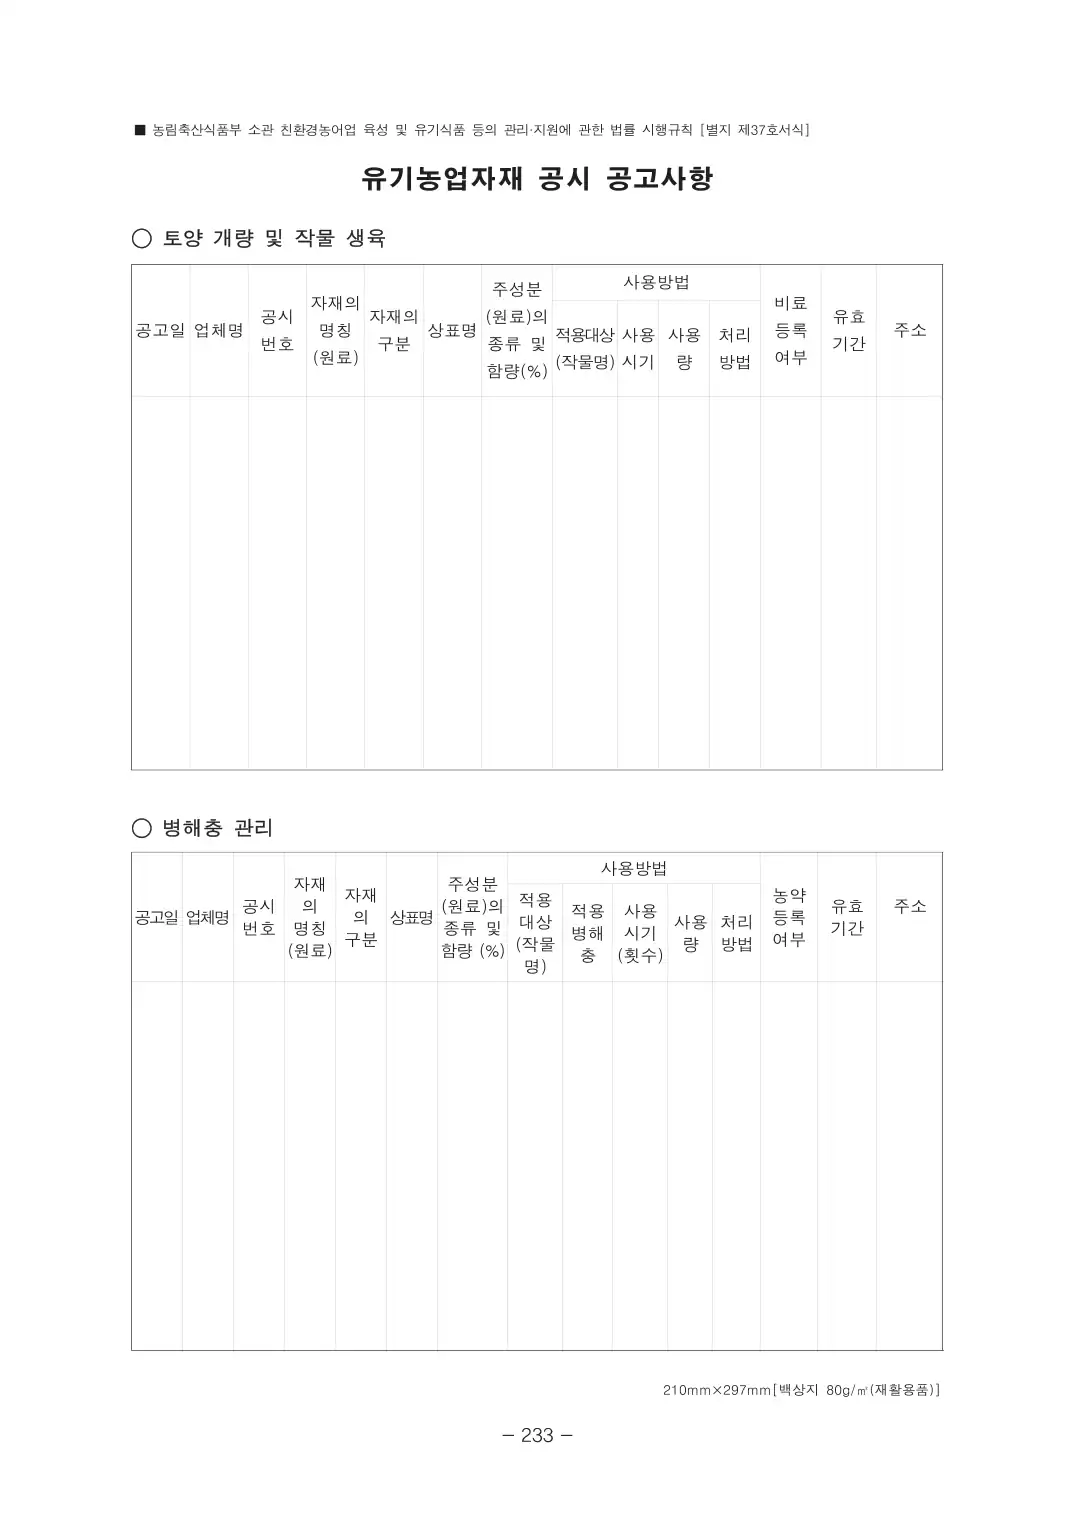 ■ 농림축산식품부 소관 친환경농어업 육성 및 유기식품 등의 관리·지원에 관한 법률 시행규칙 [별지 제37호서식]
유기농업자재 공시 공고사항
○ 토양 개량 및 작물 생육
공고일
업체명
공시
번호
자재의
명칭
(원료)
자재의
구분
상표명
주성분
(원료)의
종류 및
함량(%)
사용방법
적용대상
(작물명)
사용
시기
사용
량
처리
방법
비료
등록
여부
유효
기간
주소
○ 병해충 관리
공고일
업체명
공시
번호
자재
의
명칭
(원료)
자재
의
구분
상표명
주성분
(원료)의
종류 및
함량 (%)
사용방법
적용
대상
(작물
명)
적용
병해
충
사용
시기
(횟수)
사용
량
처리
방법
농약
등록
여부
유효
기간
주소
210mm×297mm[백상지 80g/㎡(재활용품)]
- 233 -